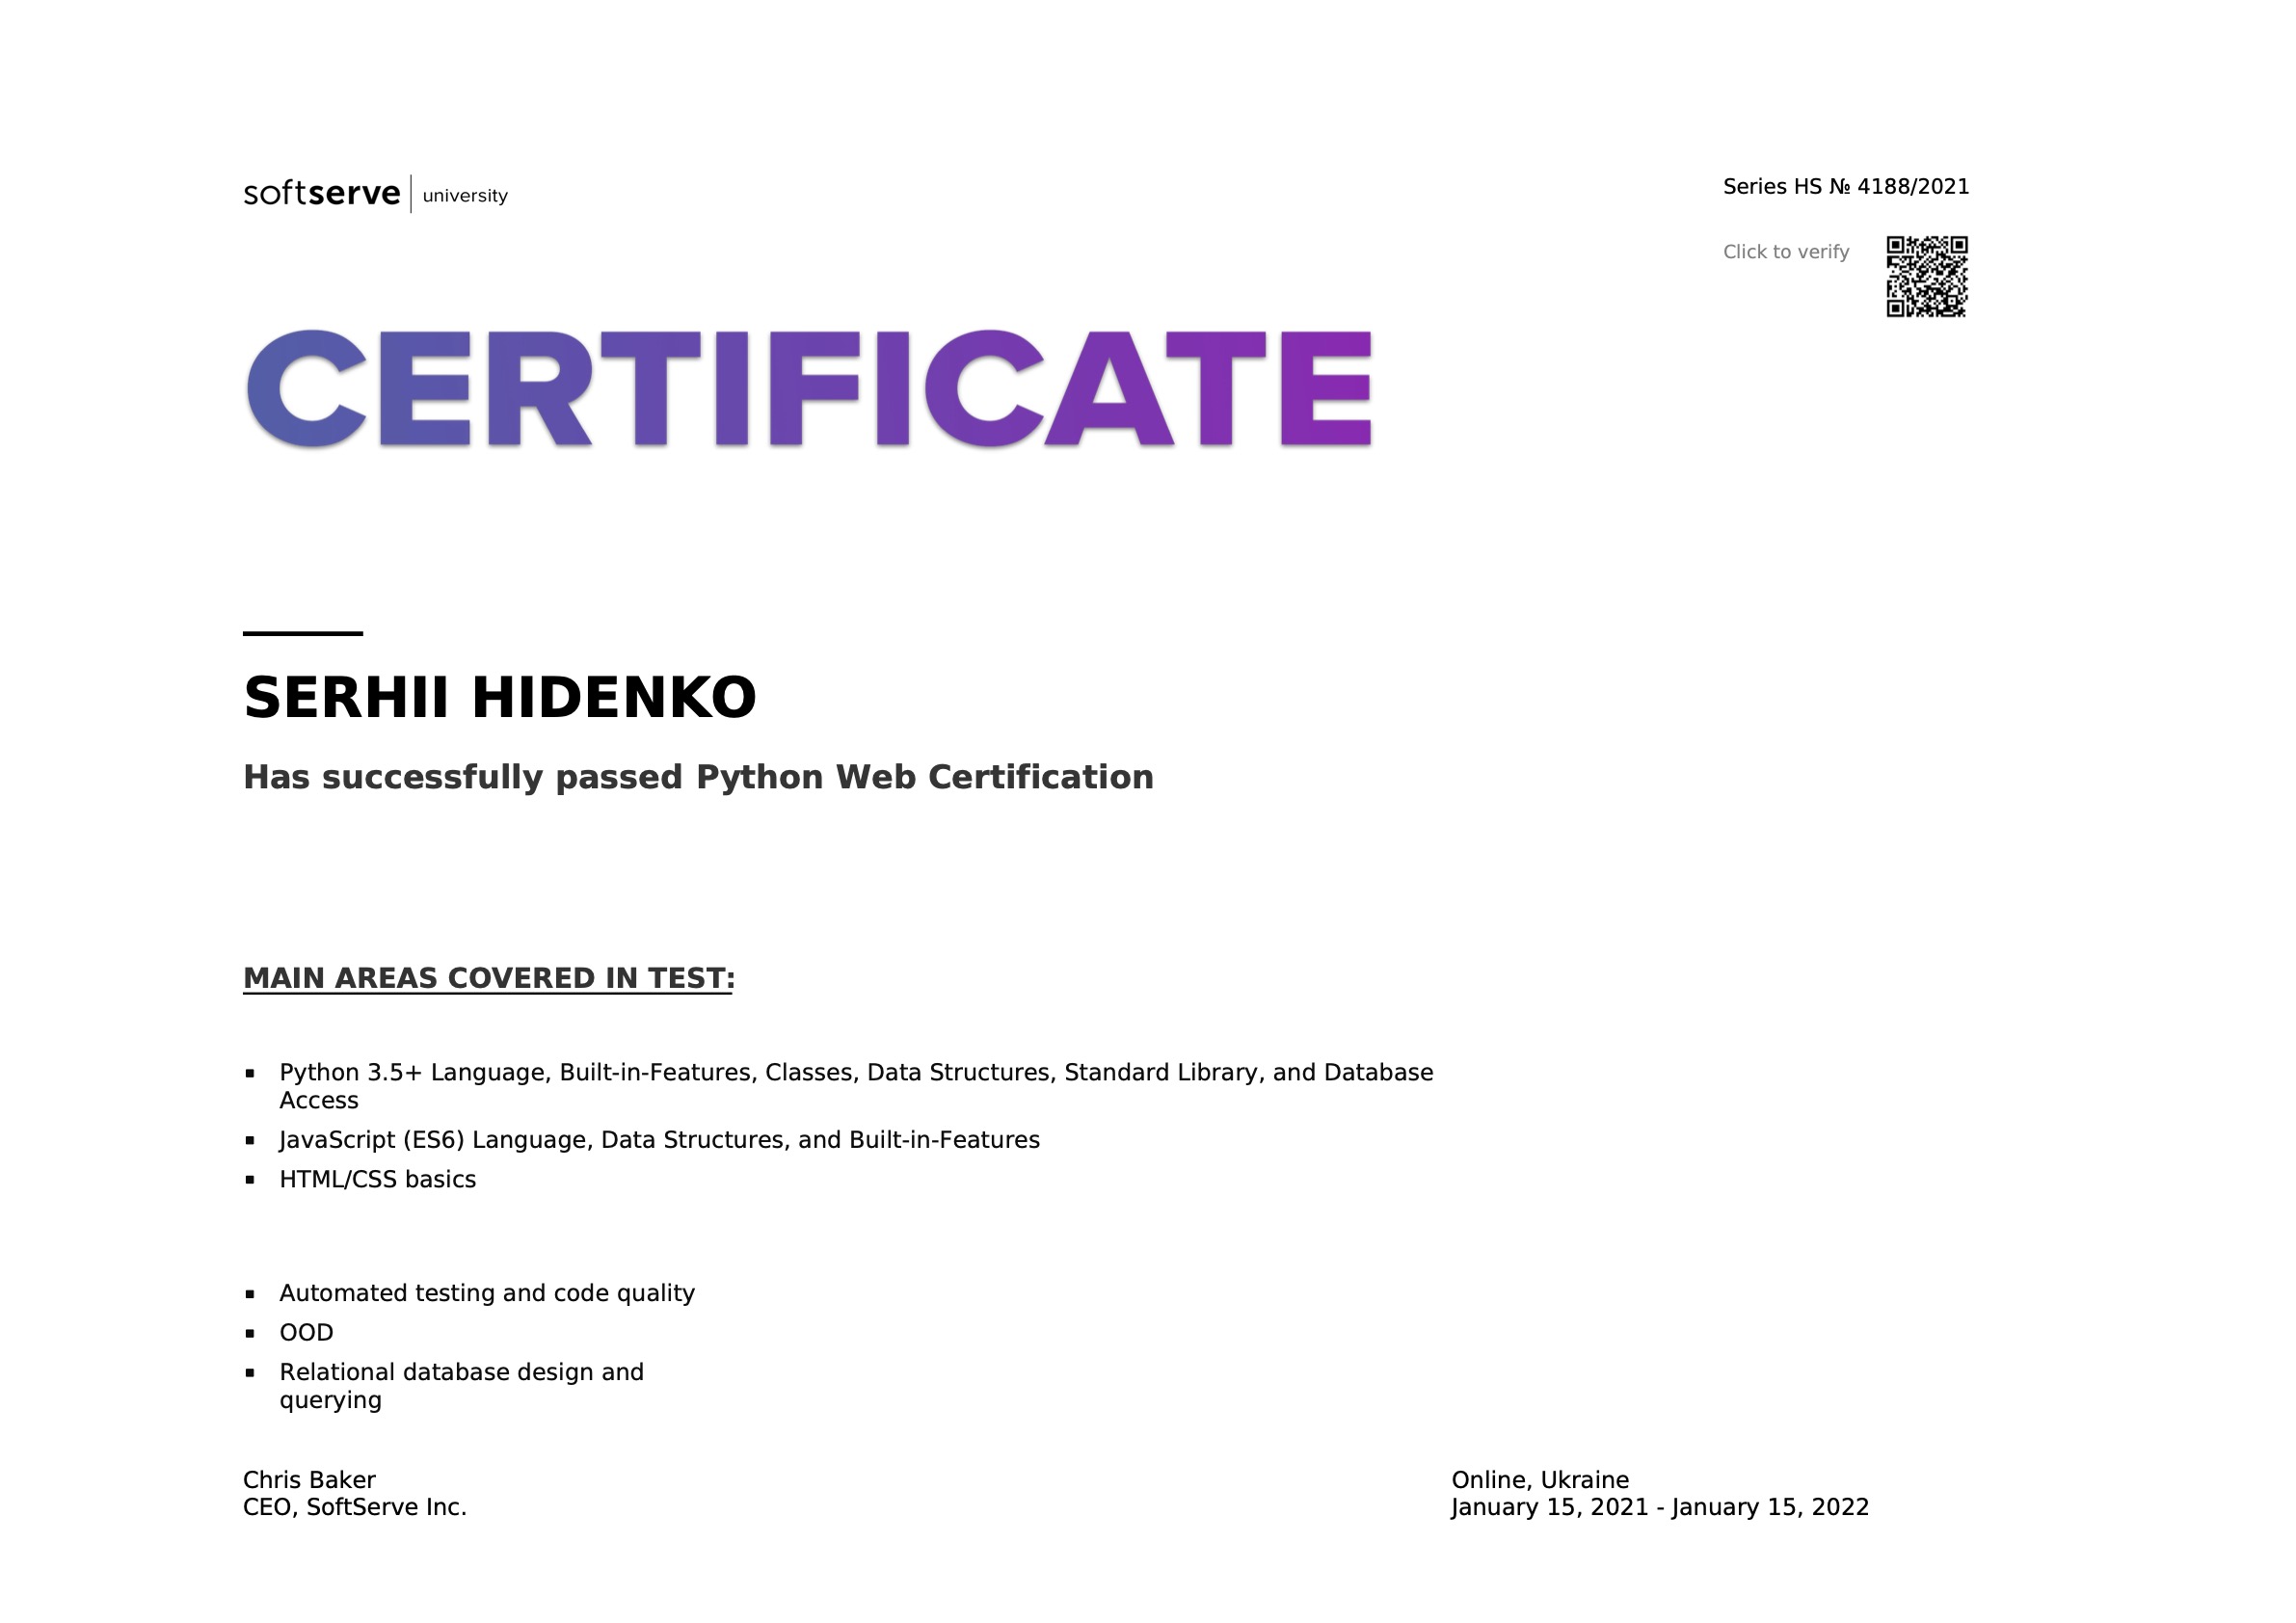 softserve | university
Series HS № 4188/2021
Click to verify
CERTIFICATE
SERHII HIDENKO
Has successfully passed Python Web Certification
MAIN AREAS COVERED IN TEST:
▪ Python 3.5+ Language, Built-in-Features, Classes, Data Structures, Standard Library, and Database
Access
▪ JavaScript (ES6) Language, Data Structures, and Built-in-Features
▪ HTML/CSS basics
▪ Automated testing and code quality
▪ OOD
▪ Relational database design and
querying
Chris Baker
CEO, SoftServe Inc.
Online, Ukraine
January 15, 2021 - January 15, 2022